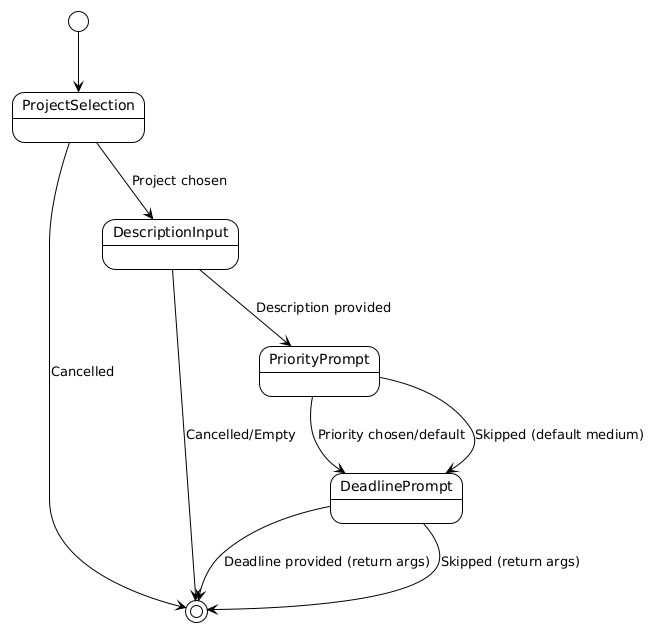 ProjectSelection
Project chosen
DescriptionInput
Description provided
PriorityPrompt
Cancelled
Cancelled/Empty
Priority chosen/default
Skipped (default medium)
DeadlinePrompt
Deadline provided (return args)
Skipped (return args)